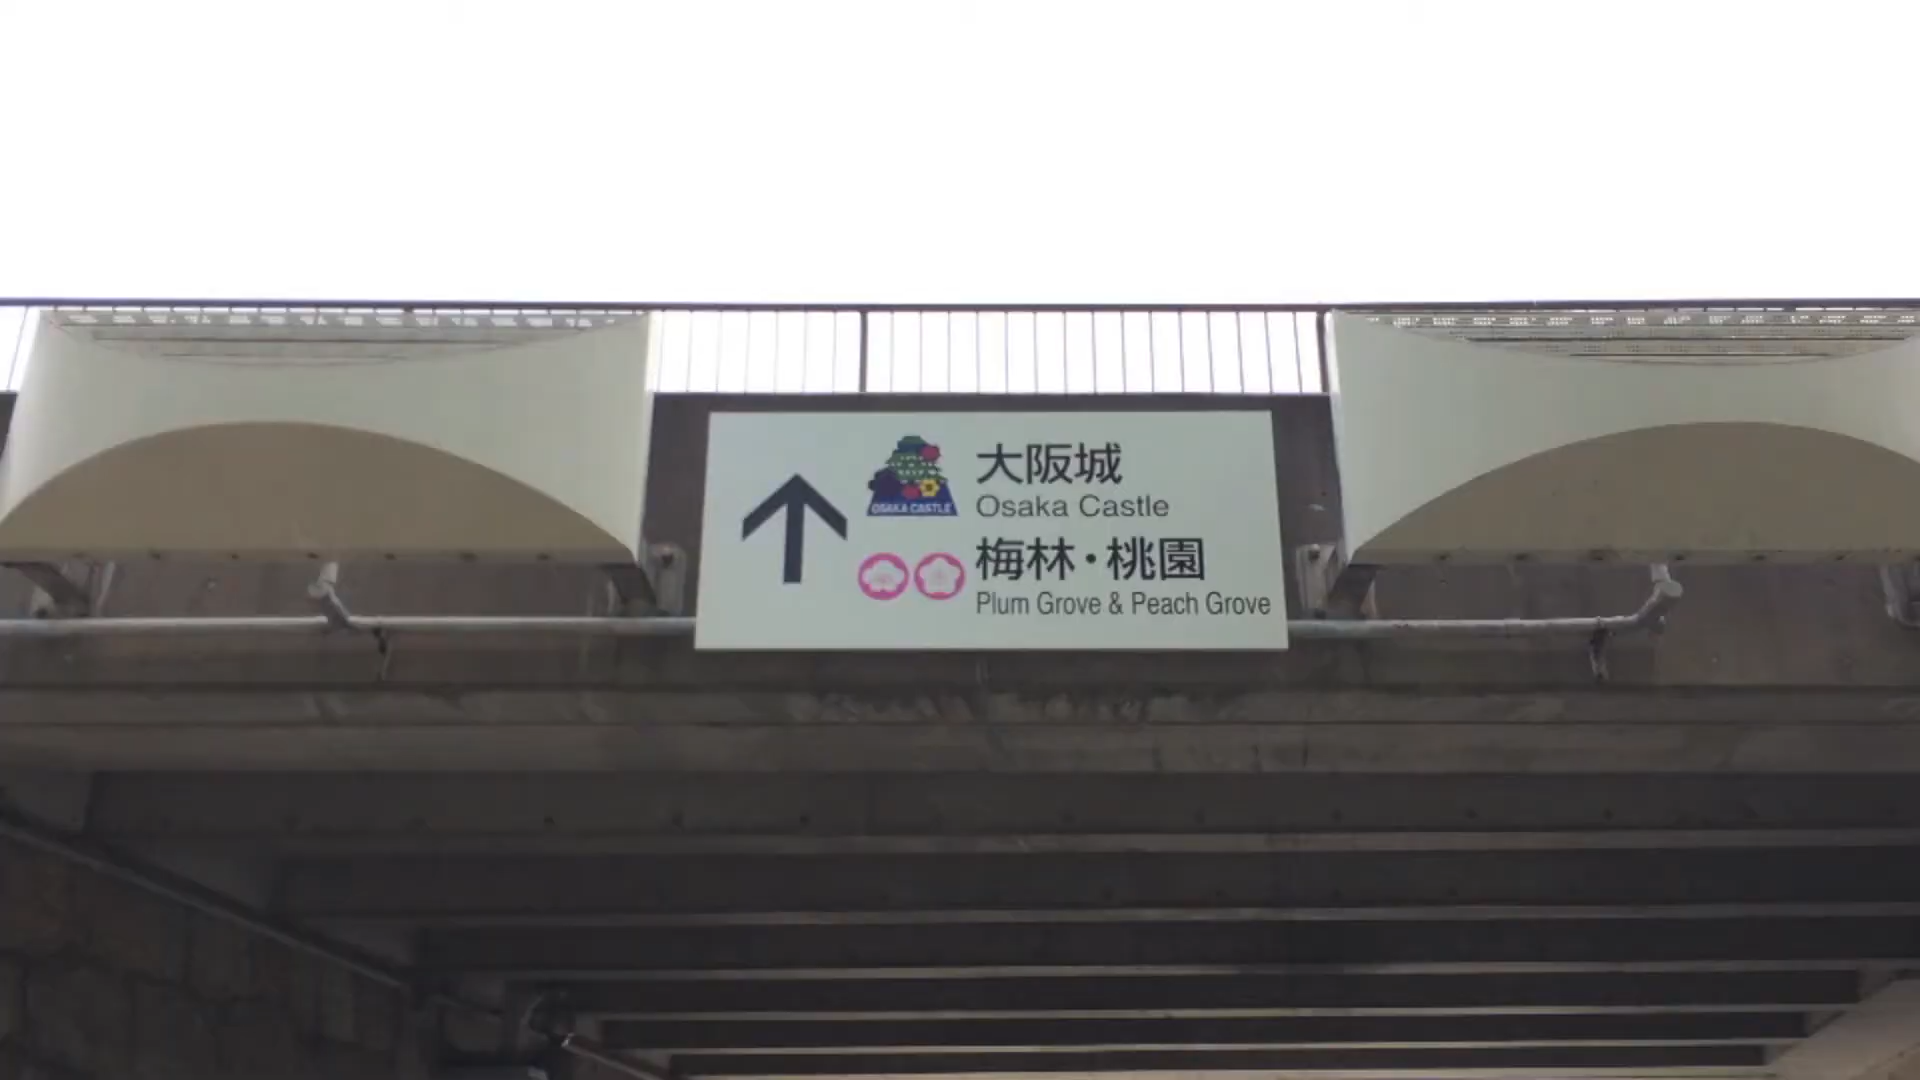 大阪城
Osaka Castle
OSAKA CASTLE
梅林・桃園
Plum Grove & Peach Grove